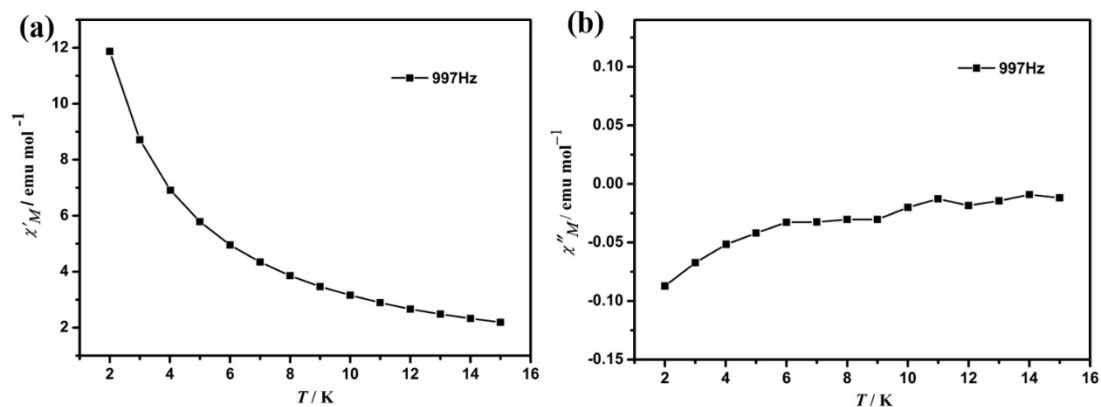 (a)
997Hz
12
10
8
6
4
2
χ′M / emu mol -1
2 4 6 8 10 12 14 16
T / K
(b)
997Hz
0.10
0.05
0.00
-0.05
-0.10
-0.15
χ″M / emu mol−1
2 4 6 8 10 12 14 16
T / K